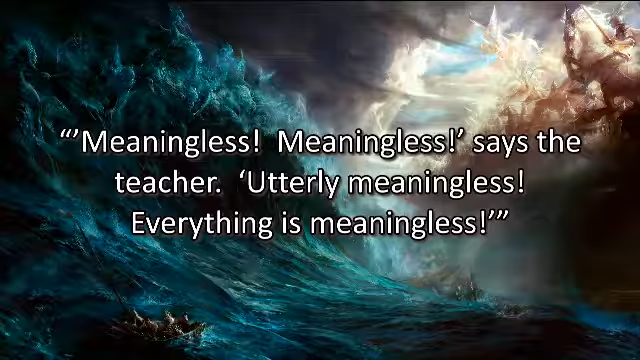 “’Meaningless!  Meaningless!’ says the
teacher.  ‘Utterly meaningless!
Everything is meaningless!’”